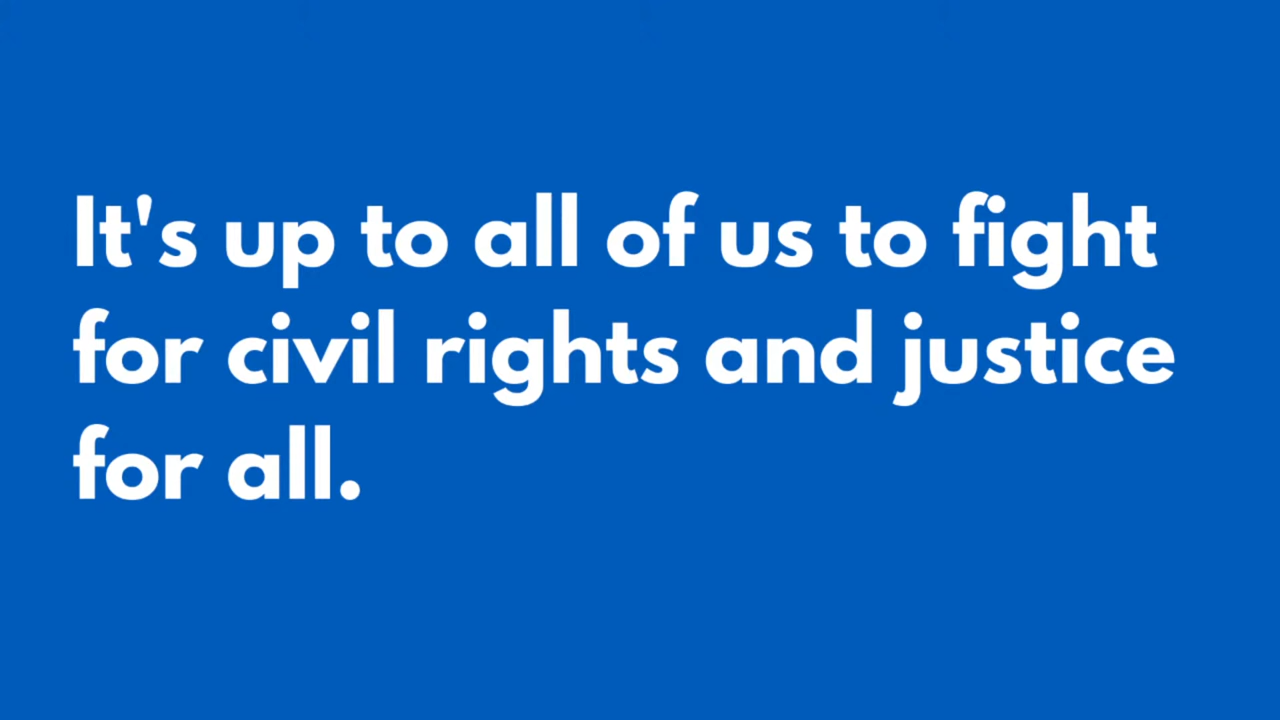 It's up to all of us to fight
for civil rights and justice
for all.